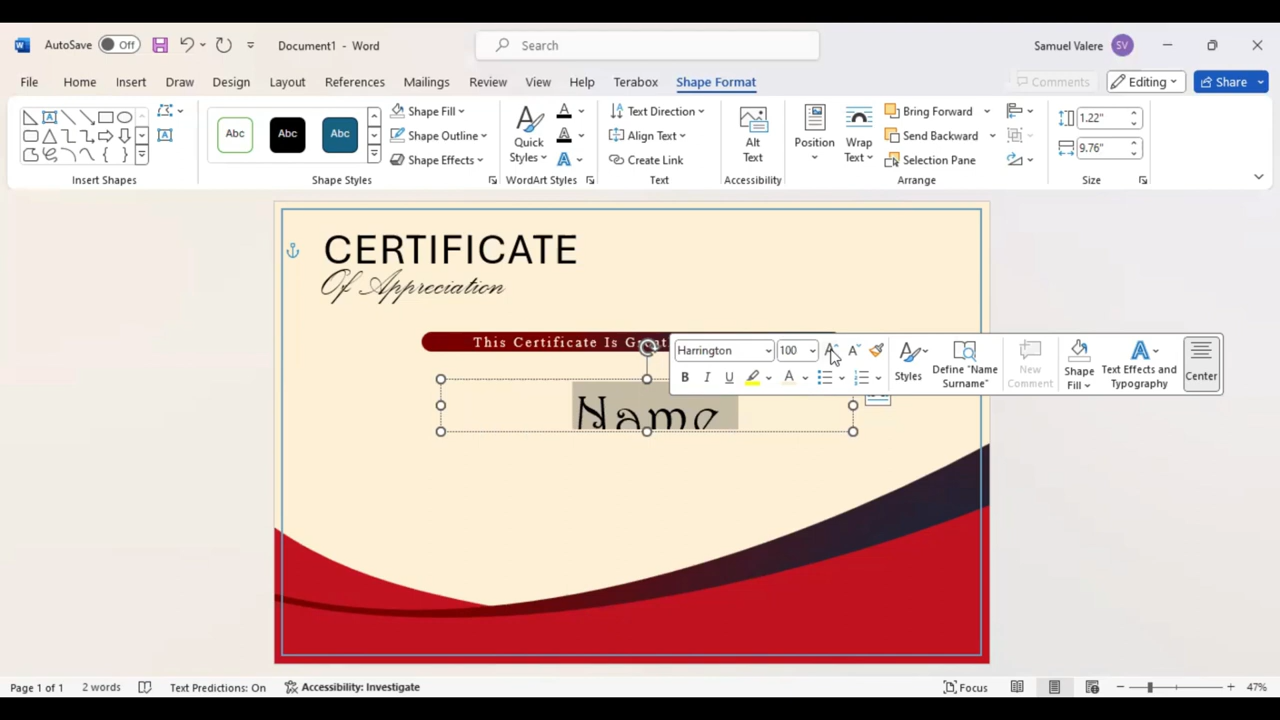 AutoSave Off Document1 - Word Search Samuel Valere SV
File Home Insert Draw Design Layout References Mailings Review View Help Terabox Shape Format Comments Editing Share
Abc Abc Abc
Shape Fill
Shape Outline
Shape Effects
Quick
Styles
Text Direction
Align Text
Create Link
Alt
Text
Position
Wrap
Text
Bring Forward
Send Backward
Selection Pane
1.22"
9.76"
Insert Shapes Shape Styles WordArt Styles Text Accessibility Arrange Size
CERTIFICATE
Of Appreciation
This Certificate Is
Harrington 100
B I U
Styles
Define "Name
Surname"
New
Comment
Shape
Fill
Text Effects and
Typography
Center
Name
Page 1 of 1 2 words Text Predictions: On Accessibility: Investigate Focus 47%